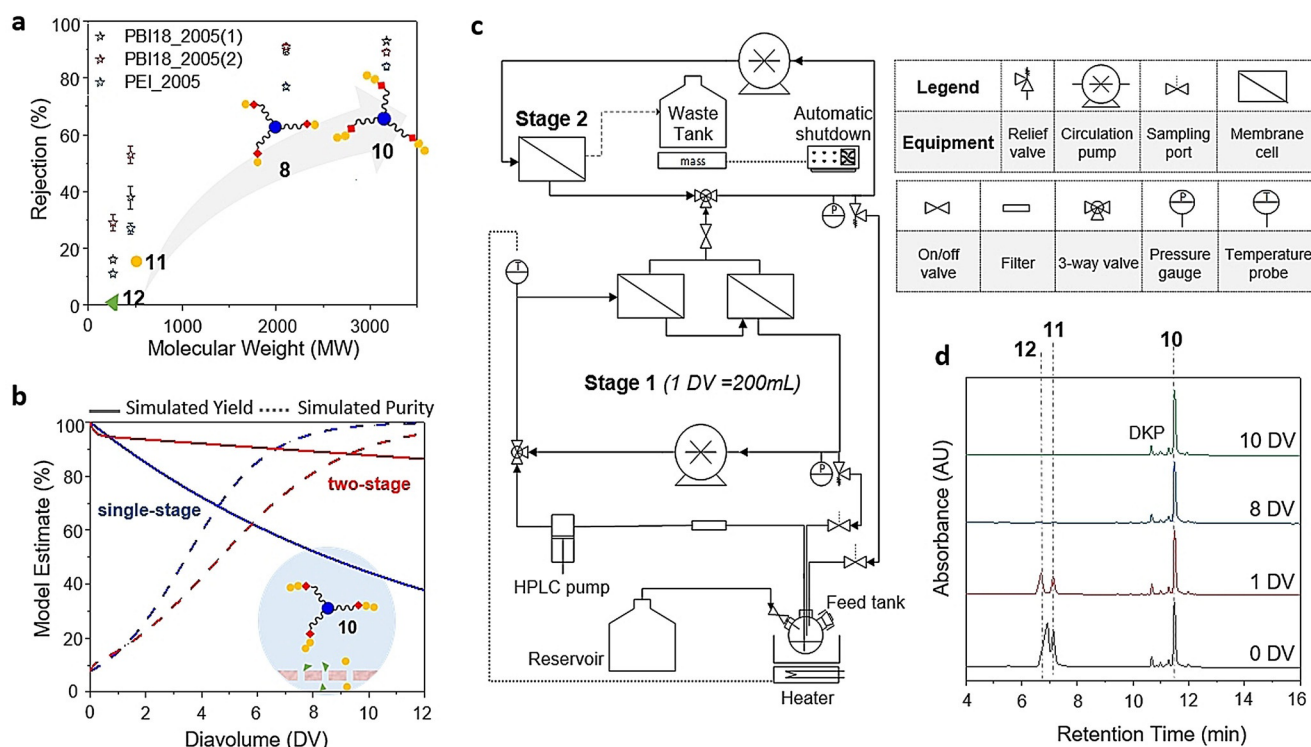 a
100
80
60
40
20
0
Rejection (%)
PBI18_2005(1)
PBI18_2005(2)
PEI_2005
8
10
11
12
0
1000
2000
3000
Molecular Weight (MW)
b
Simulated Yield
Simulated Purity
100
80
60
40
20
0
Model Estimate (%)
single-stage
two-stage
10
0
2
4
6
8
10
12
Diavolume (DV)
c
Stage 2
Waste
Tank
mass
Automatic
shutdown
P
T
Stage 1 (1 DV =200mL)
P
HPLC pump
Reservoir
Feed tank
Heater
Legend
Equipment
Relief
valve
Circulation
pump
Sampling
port
Membrane
cell
P
T
On/off
valve
Filter
3-way valve
Pressure
gauge
Temperature
probe
d
12
11
10
Absorbance (AU)
DKP
10 DV
8 DV
1 DV
0 DV
4
6
8
10
12
14
16
Retention Time (min)